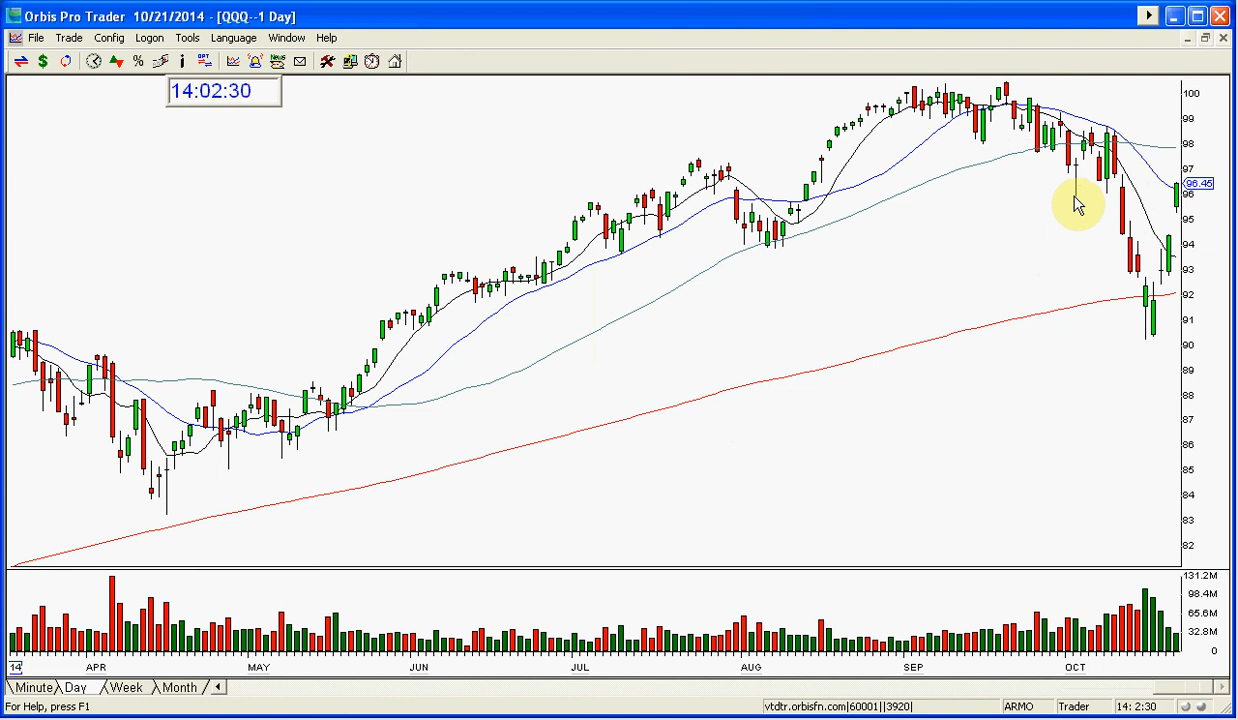 Orbis Pro Trader 10/21/2014 - [QQQ--1 Day]
File Trade Config Logon Tools Language Window Help
$ % i OPT News
14:02:30
100
99
98
97
96.45
96
95
94
93
92
91
90
89
88
87
86
85
84
83
82
131.2M
98.4M
65.6M
32.8M
0
14 APR MAY JUN JUL AUG SEP OCT
Minute Day Week Month
For Help, press F1 vtdtr.orbisfn.com|60001||3920| ARMO Trader 14: 2:30